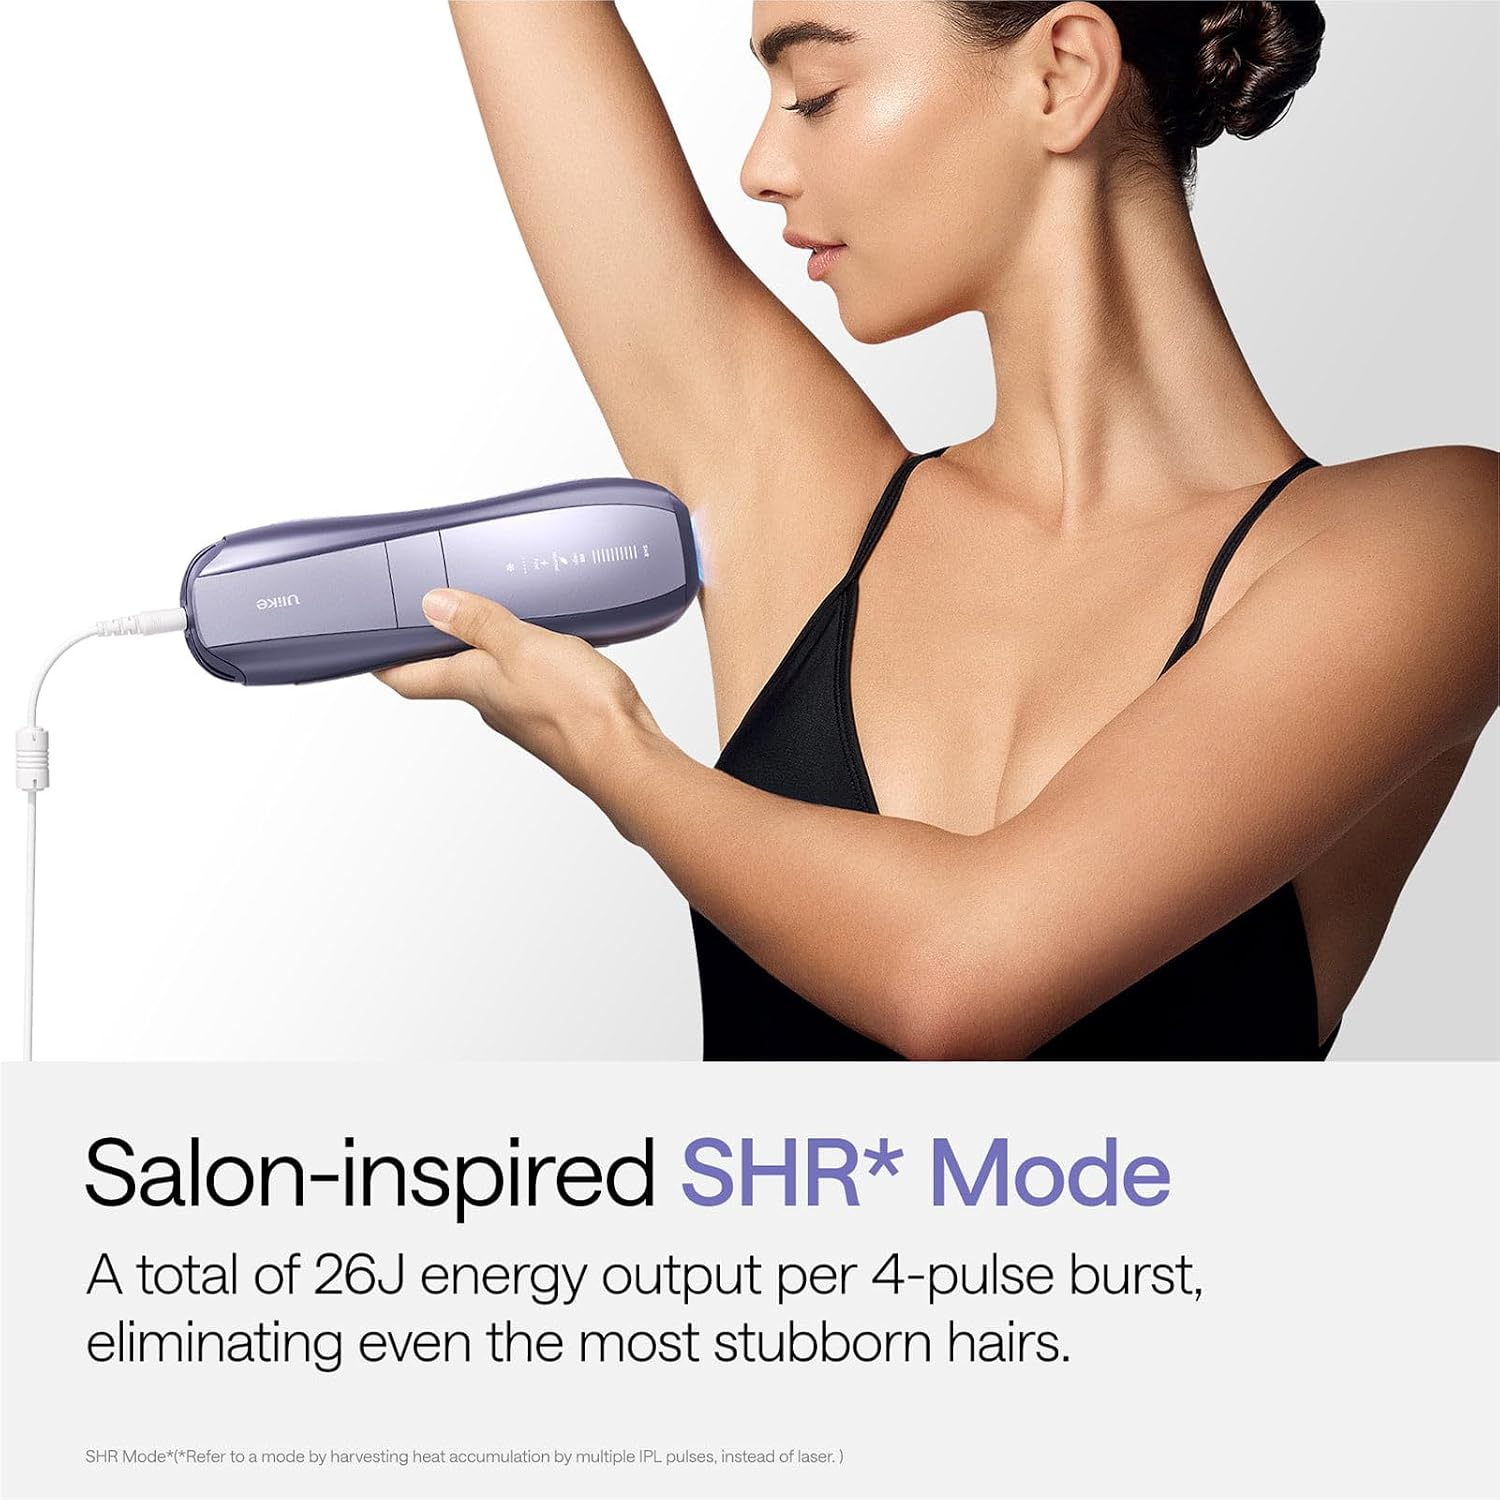 Ulike
SHR
Salon-inspired SHR* Mode
A total of 26J energy output per 4-pulse burst,
eliminating even the most stubborn hairs.
SHR Mode*(*Refer to a mode by harvesting heat accumulation by multiple IPL pulses, instead of laser. )